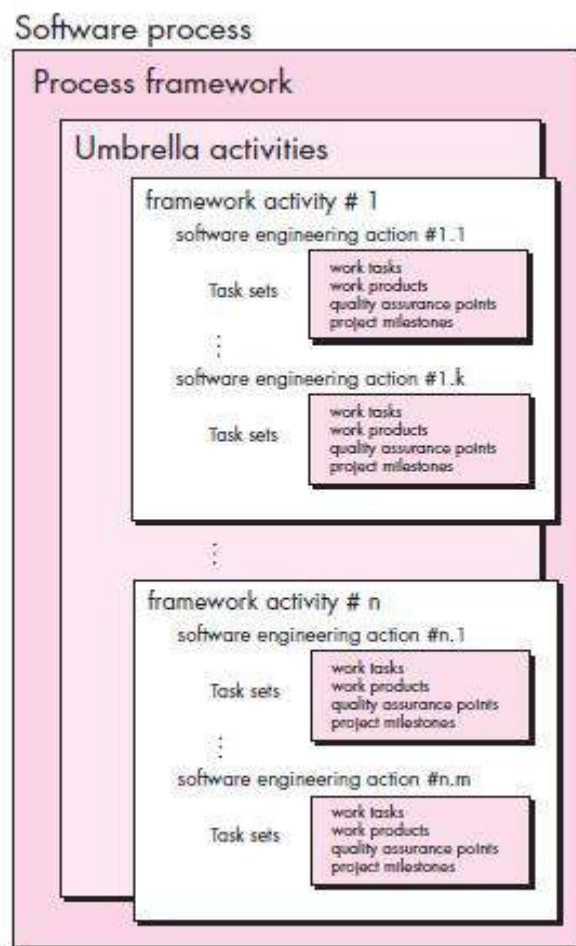 Software process
Process framework
Umbrella activities
framework activity # 1
software engineering action #1.1
Task sets
work tasks
work products
quality assurance points
project milestones
software engineering action #1.k
Task sets
work tasks
work products
quality assurance points
project milestones
framework activity # n
software engineering action #n.1
Task sets
work tasks
work products
quality assurance points
project milestones
software engineering action #n.m
Task sets
work tasks
work products
quality assurance points
project milestones